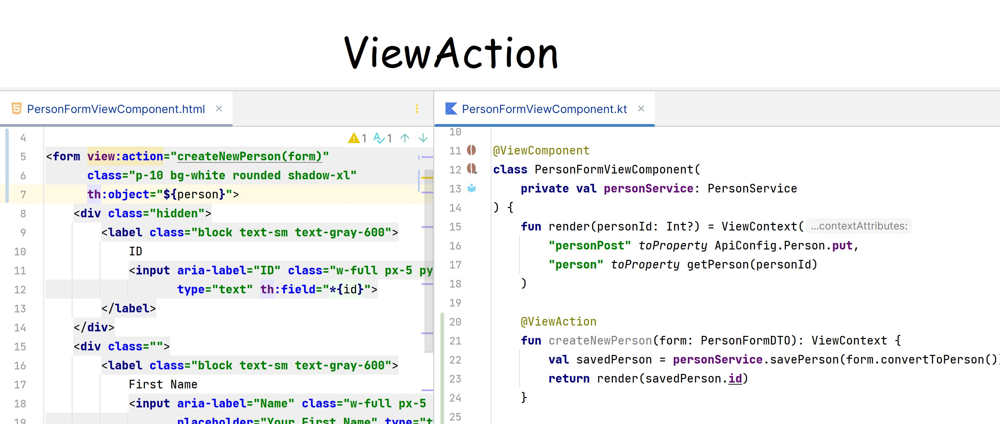 ViewAction
PersonFormViewComponent.html
PersonFormViewComponent.kt
1 1
4
5 <form view:action="createNewPerson(form)"
6 class="p-10 bg-white rounded shadow-xl"
7 th:object="${person}">
8 <div class="hidden">
9 <label class="block text-sm text-gray-600">
10 ID
11 <input aria-label="ID" class="w-full px-5 py
12 type="text" th:field="*{id}">
13 </label>
14 </div>
15 <div class="">
16 <label class="block text-sm text-gray-600">
17 First Name
18 <input aria-label="Name" class="w-full px-5
19 placeholder="Your First Name" type="t
10
11 @ViewComponent
12 class PersonFormViewComponent(
13 private val personService: PersonService
14 ) {
15 fun render(personId: Int?) = ViewContext( ...contextAttributes:
16 "personPost" toProperty ApiConfig.Person.put,
17 "person" toProperty getPerson(personId)
18 )
19
20 @ViewAction
21 fun createNewPerson(form: PersonFormDTO): ViewContext {
22 val savedPerson = personService.savePerson(form.convertToPerson())
23 return render(savedPerson.id)
24 }
25